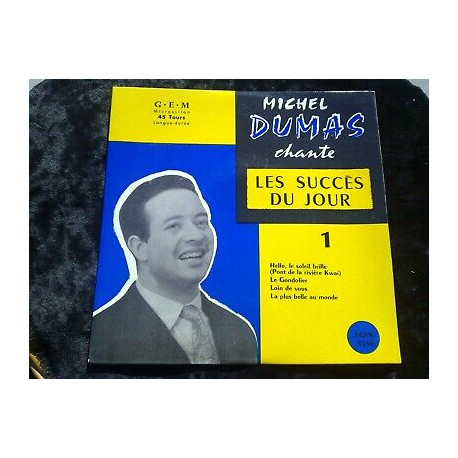 G·E·M
Microsillon
45 Tours
Longue durée
MICHEL
DUMAS
chante
LES SUCCÈS
DU JOUR
1
Hello, le soleil brille
(Pont de la rivière Kwai)
Le Gondolier
Loin de vous
La plus belle au monde